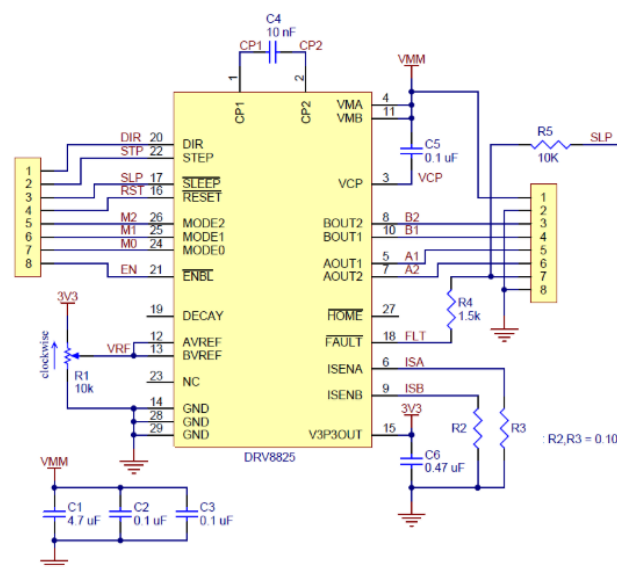 C4
10 nF
CP1 CP2
1 2
CP1 CP2
VMM
VMA 4
VMB 11
C5
0.1 uF
VCP 3 VCP
R5
10K
SLP
DIR 20 DIR
STP 22 STEP
SLP 17 SLEEP
RST 16 RESET
M2 26 MODE2
M1 25 MODE1
M0 24 MODE0
EN 21 ENBL
1
2
3
4
5
6
7
8
BOUT2 8 B2
BOUT1 10 B1
AOUT1 5 A1
AOUT2 7 A2
1
2
3
4
5
6
7
8
R4
1.5k
19 DECAY
HOME 27
FAULT 18 FLT
3V3
clockwise
R1
10k
VRF
12 AVREF
13 BVREF
23 NC
14 GND
28 GND
29 GND
ISENA 6 ISA
ISENB 9 ISB
3V3
V3P3OUT 15
C6
0.47 uF
R2
R3
: R2,R3 = 0.10
DRV8825
VMM
C1
4.7 uF
C2
0.1 uF
C3
0.1 uF